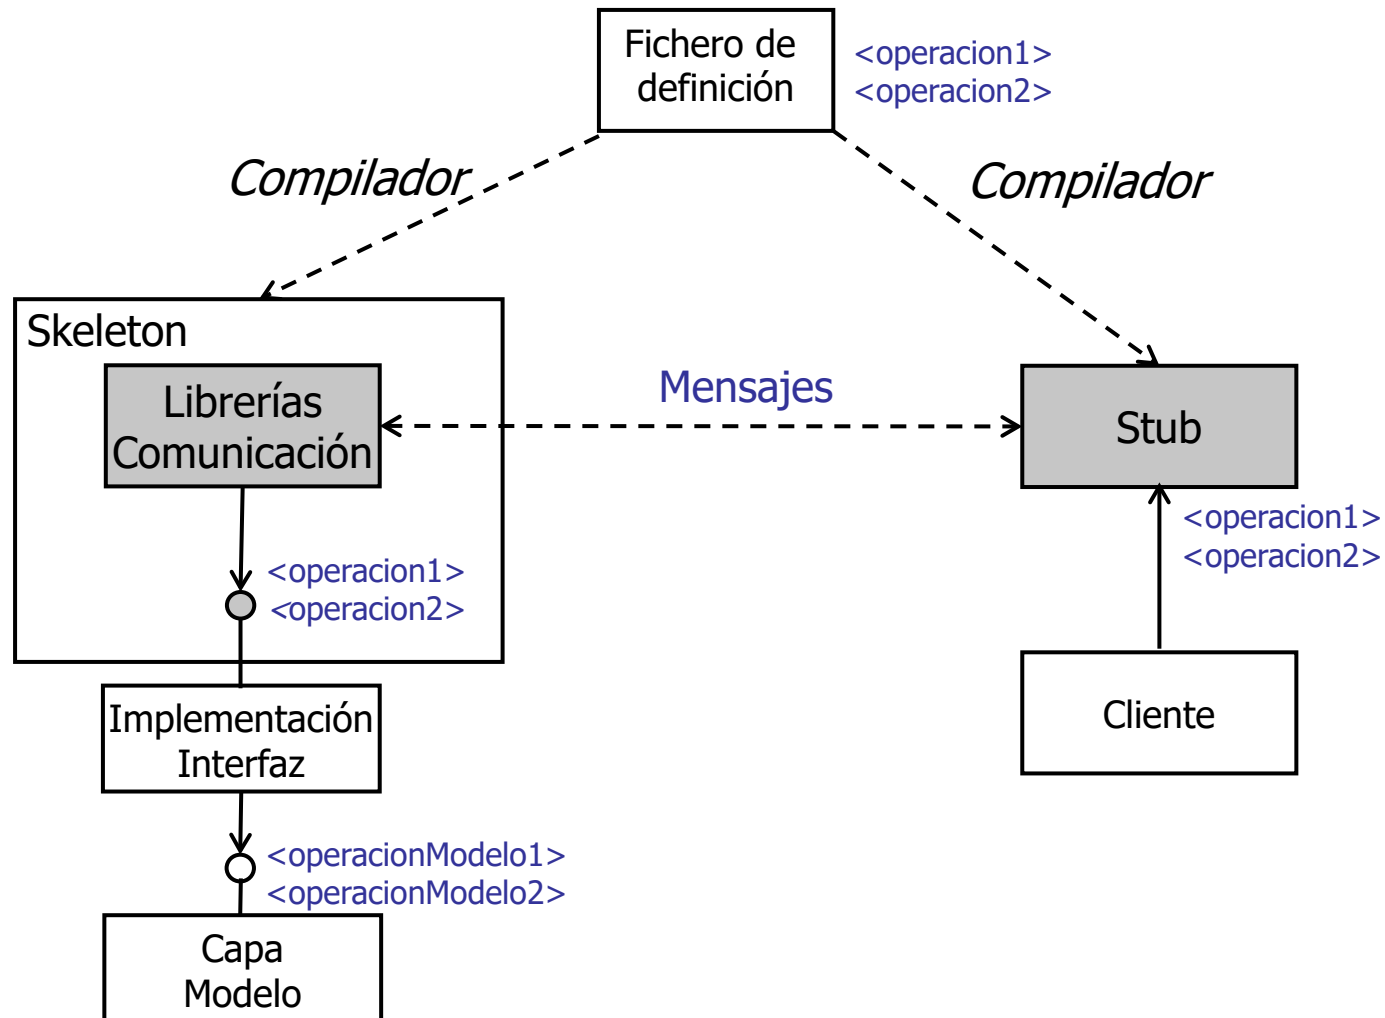 Fichero de
definición
<operacion1>
<operacion2>
Compilador
Compilador
Skeleton
Librerías
Comunicación
Mensajes
Stub
<operacion1>
<operacion2>
<operacion1>
<operacion2>
Implementación
Interfaz
Cliente
<operacionModelo1>
<operacionModelo2>
Capa
Modelo